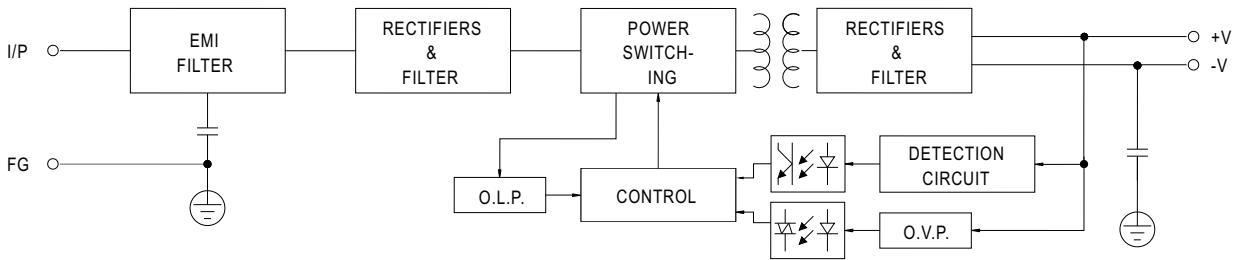 I/P
EMI
FILTER
RECTIFIERS
&
FILTER
POWER
SWITCH-
ING
RECTIFIERS
&
FILTER
+V
-V
FG
O.L.P.
CONTROL
DETECTION
CIRCUIT
O.V.P.